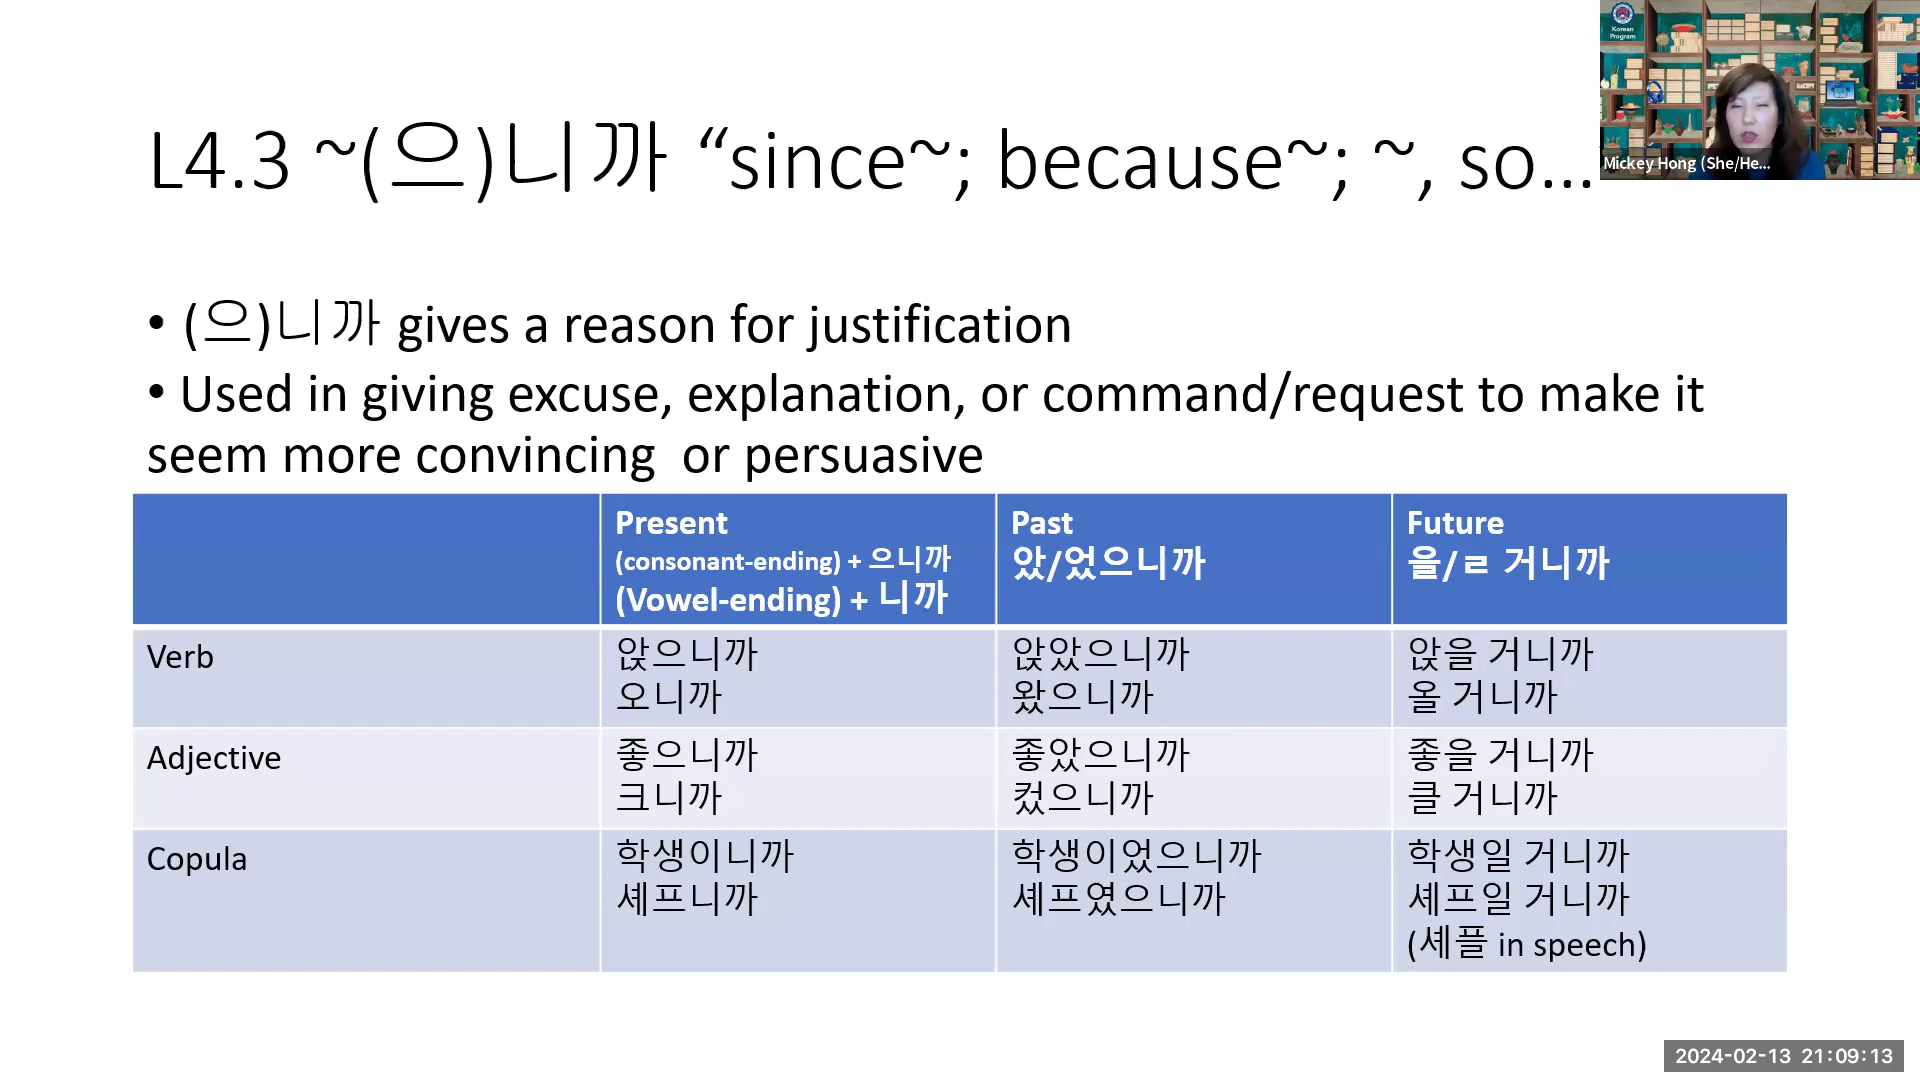 L4.3 ~(으)니까 “since~; because~; ~, so…
Korean
Program
Mickey Hong (She/He...
• (으)니까 gives a reason for justification
• Used in giving excuse, explanation, or command/request to make it
seem more convincing  or persuasive
Present
(consonant-ending) + 으니까
(Vowel-ending) + 니까
Past
았/었으니까
Future
을/ㄹ 거니까
Verb
앉으니까
오니까
앉았으니까
왔으니까
앉을 거니까
올 거니까
Adjective
좋으니까
크니까
좋았으니까
컸으니까
좋을 거니까
클 거니까
Copula
학생이니까
셰프니까
학생이었으니까
셰프였으니까
학생일 거니까
셰프일 거니까
(셰플 in speech)
2024-02-13 21:09:13